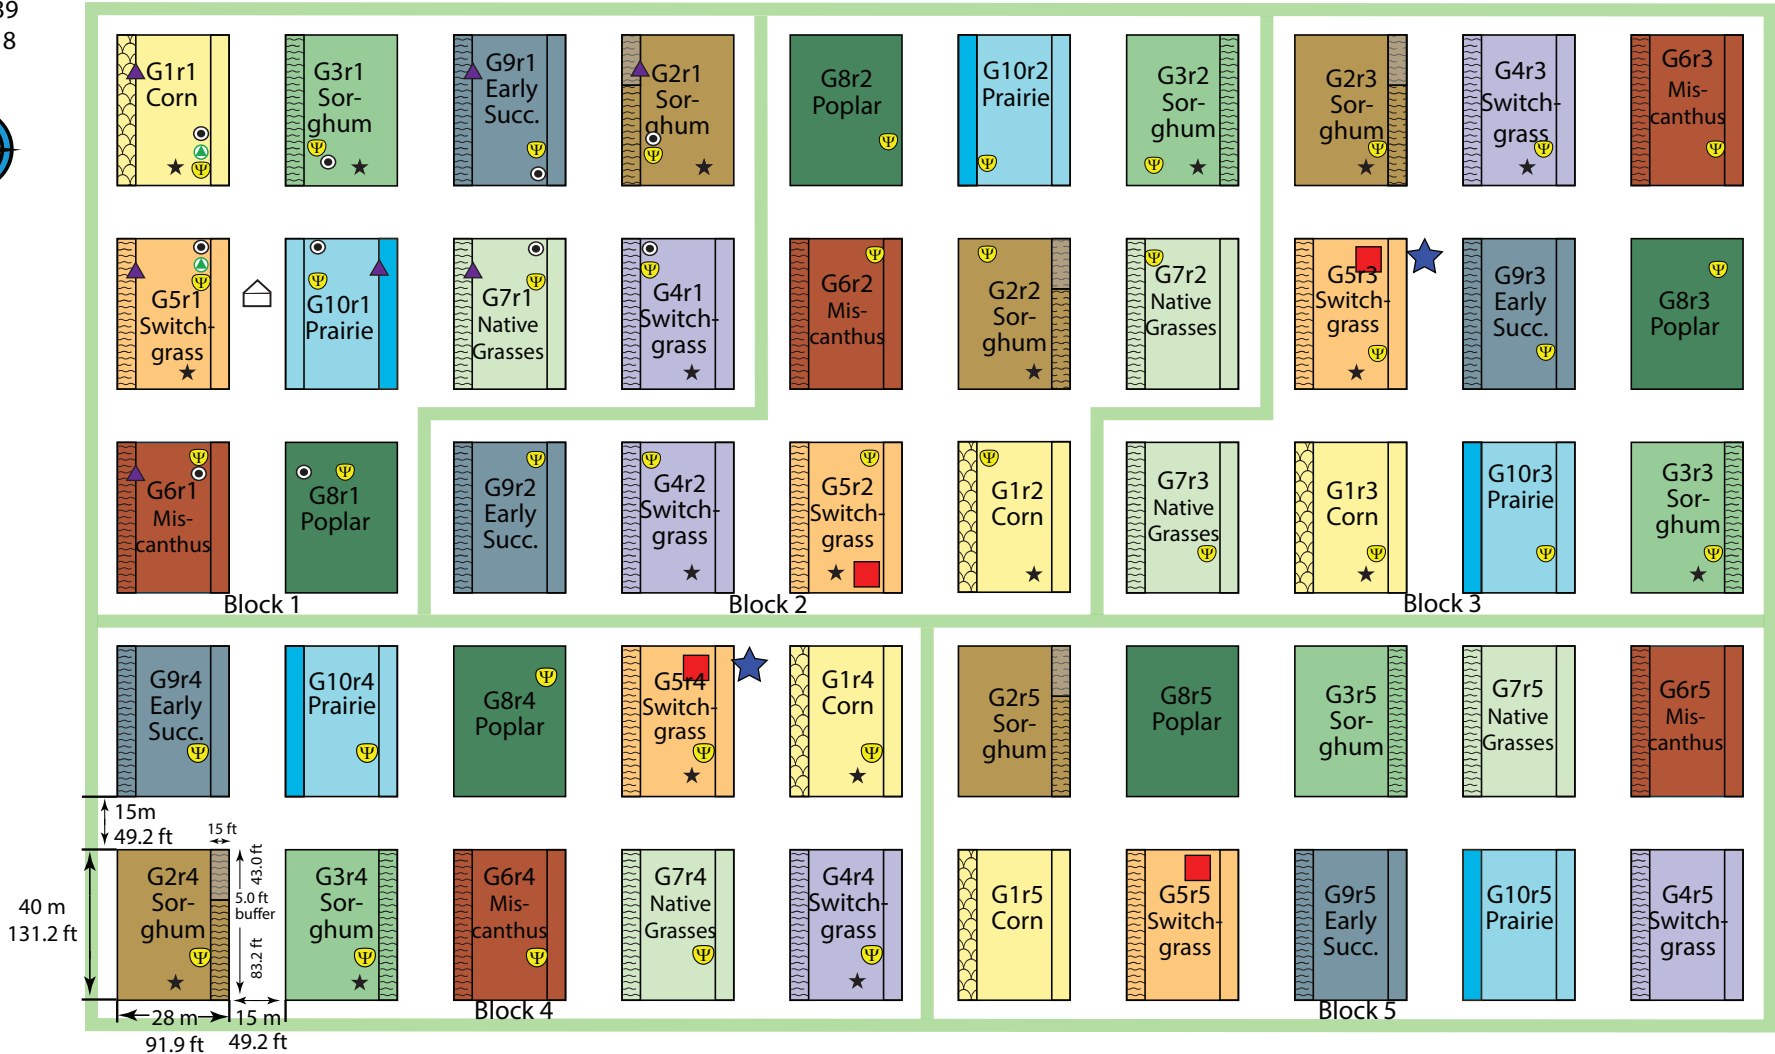 39
8
G1r1
Corn
G3r1
Sor-
ghum
G9r1
Early
Succ.
G2r1
Sor-
ghum
G8r2
Poplar
G10r2
Prairie
G3r2
Sor-
ghum
G2r3
Sor-
ghum
G4r3
Switch-
grass
G6r3
Mis-
canthus
G5r1
Switch-
grass
G10r1
Prairie
G7r1
Native
Grasses
G4r1
Switch-
grass
G6r2
Mis-
canthus
G2r2
Sor-
ghum
G7r2
Native
Grasses
G5r3
Switch-
grass
G9r3
Early
Succ.
G8r3
Poplar
G6r1
Mis-
canthus
G8r1
Poplar
G9r2
Early
Succ.
G4r2
Switch-
grass
G5r2
Switch-
grass
G1r2
Corn
G7r3
Native
Grasses
G1r3
Corn
G10r3
Prairie
G3r3
Sor-
ghum
Block 1
Block 2
Block 3
G9r4
Early
Succ.
G10r4
Prairie
G8r4
Poplar
G5r4
Switch-
grass
G1r4
Corn
G2r5
Sor-
ghum
G8r5
Poplar
G3r5
Sor-
ghum
G7r5
Native
Grasses
G6r5
Mis-
canthus
15m
49.2 ft
15 ft
40 m
131.2 ft
G2r4
Sor-
ghum
43.0 ft
5.0 ft
buffer
83.2 ft
G3r4
Sor-
ghum
G6r4
Mis-
canthus
G7r4
Native
Grasses
G4r4
Switch-
grass
G1r5
Corn
G5r5
Switch-
grass
G9r5
Early
Succ.
G10r5
Prairie
G4r5
Switch-
grass
Block 4
Block 5
28 m
91.9 ft
15 m
49.2 ft